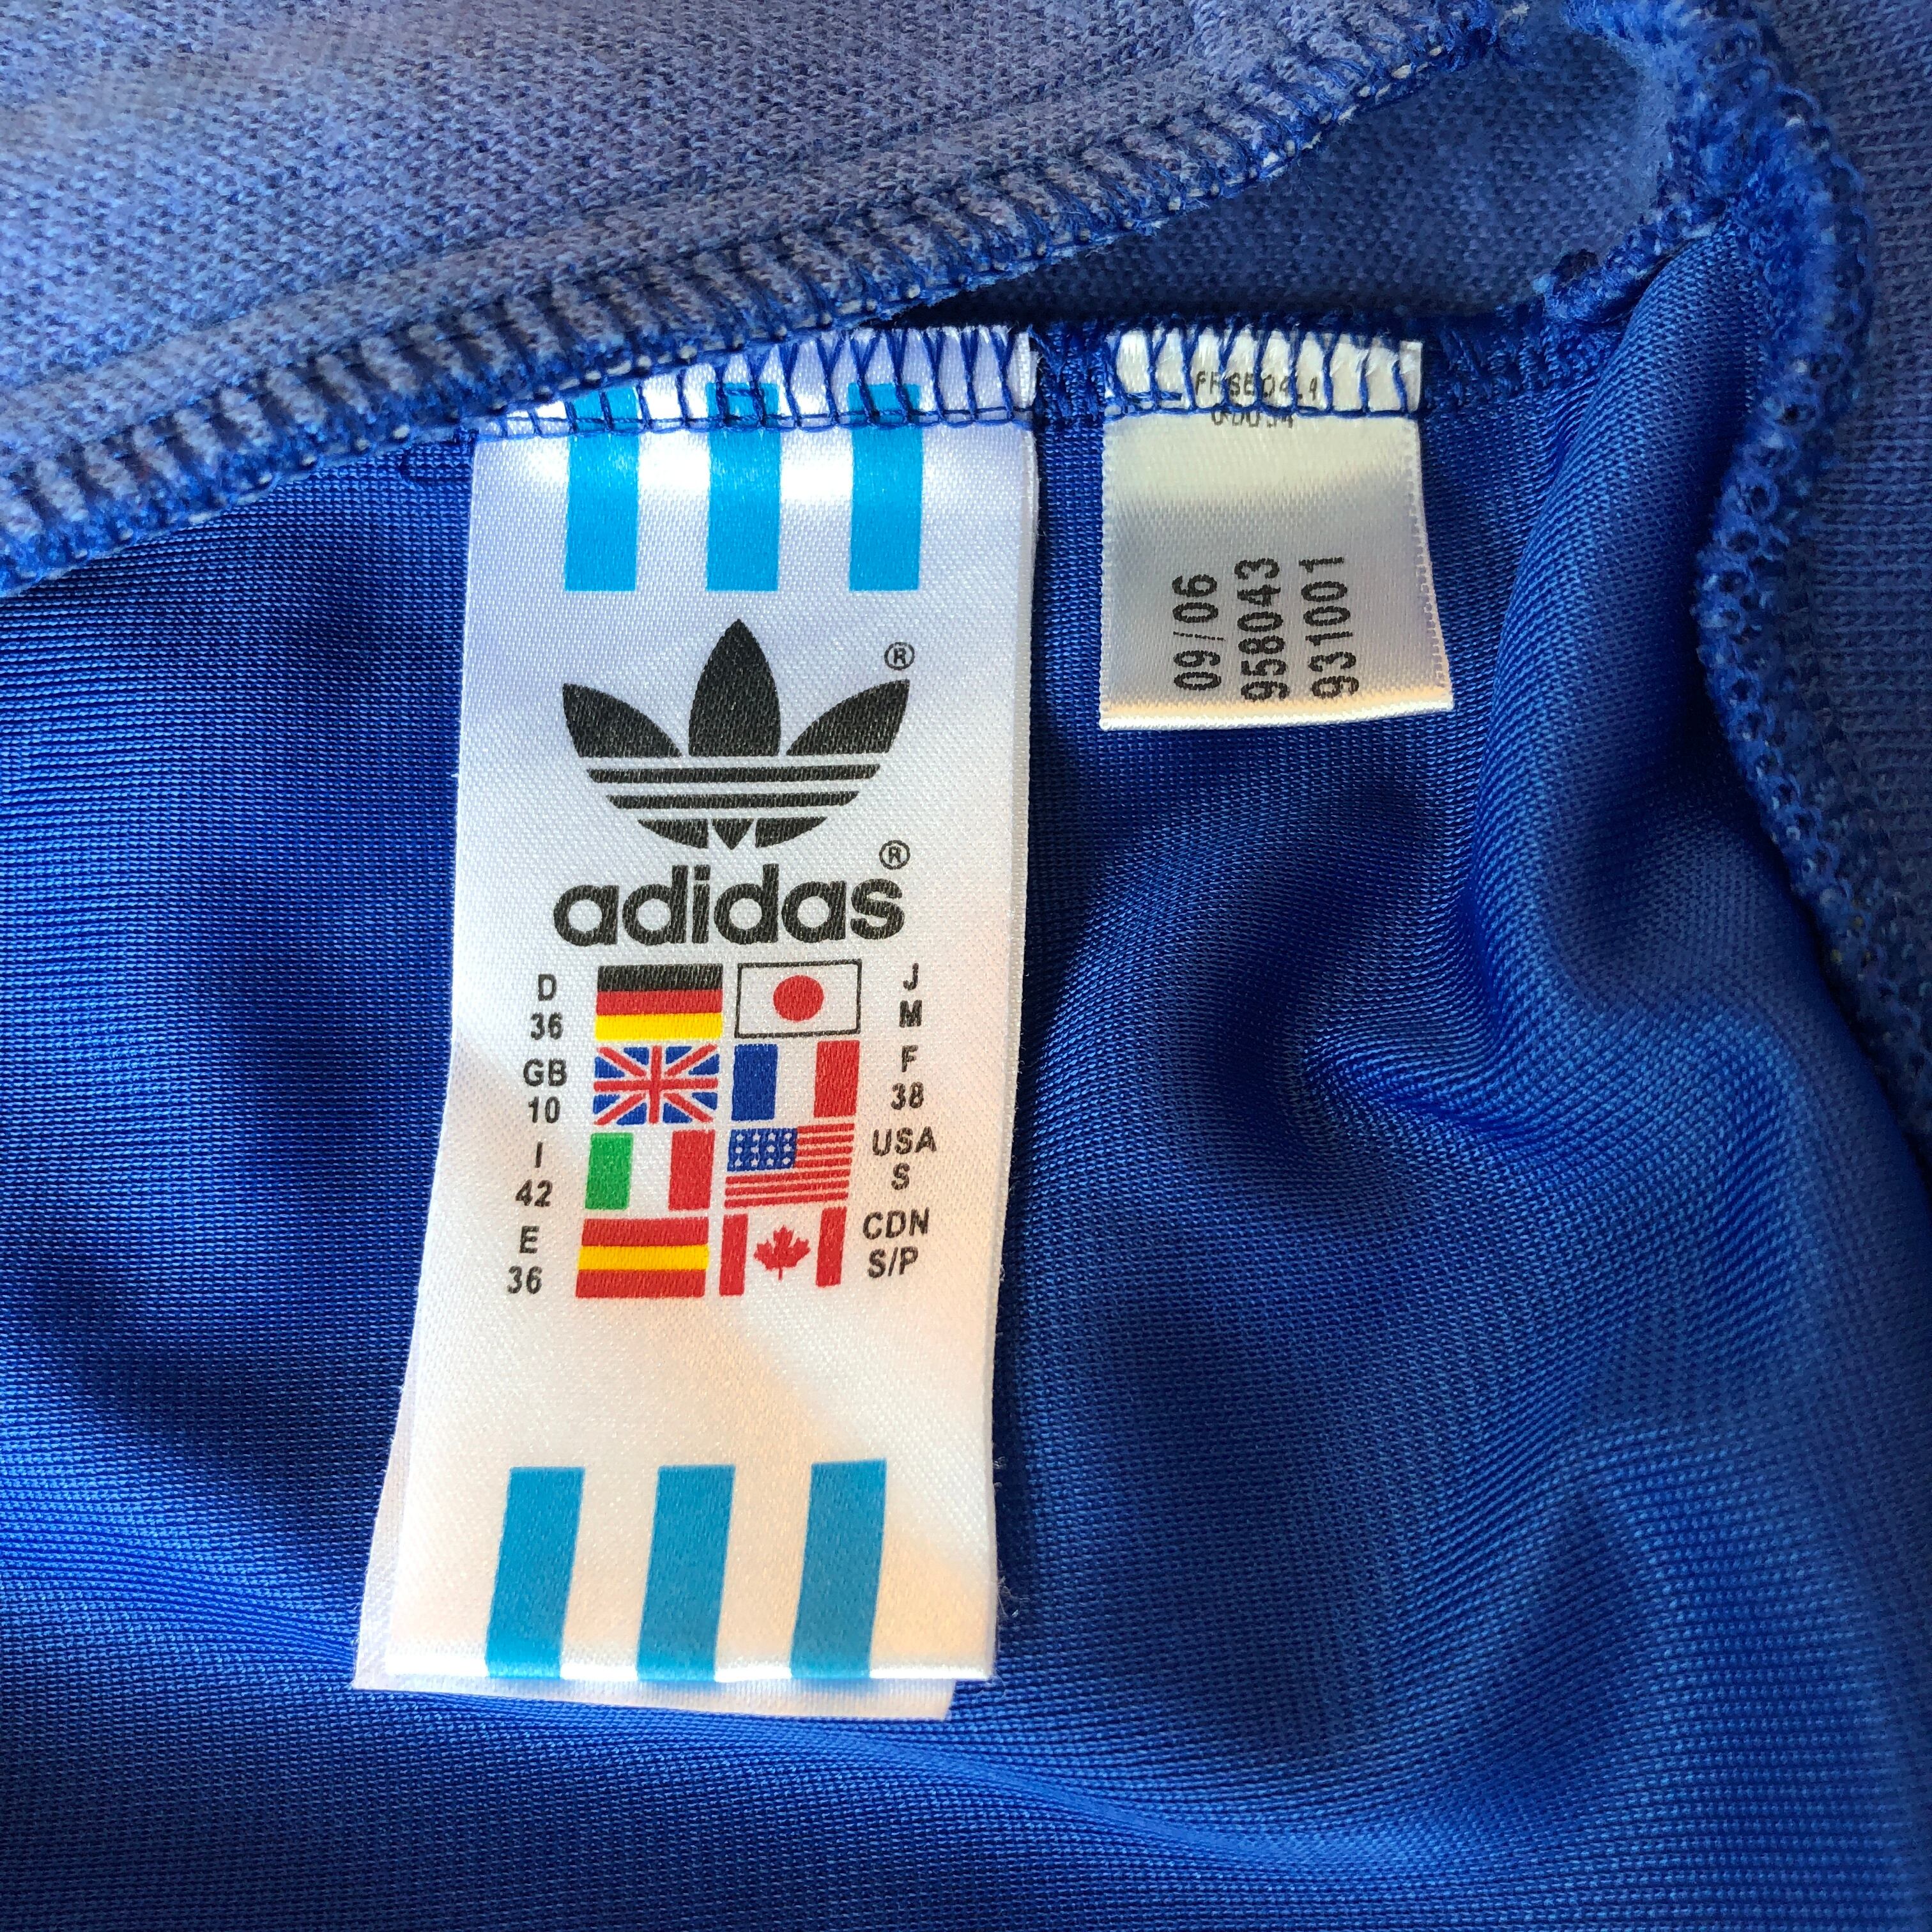 ®
adidas®
D
36
J
M
GB
10
F
38
I
42
USA
S
E
36
CDN
S/P
09/06
958043
931001